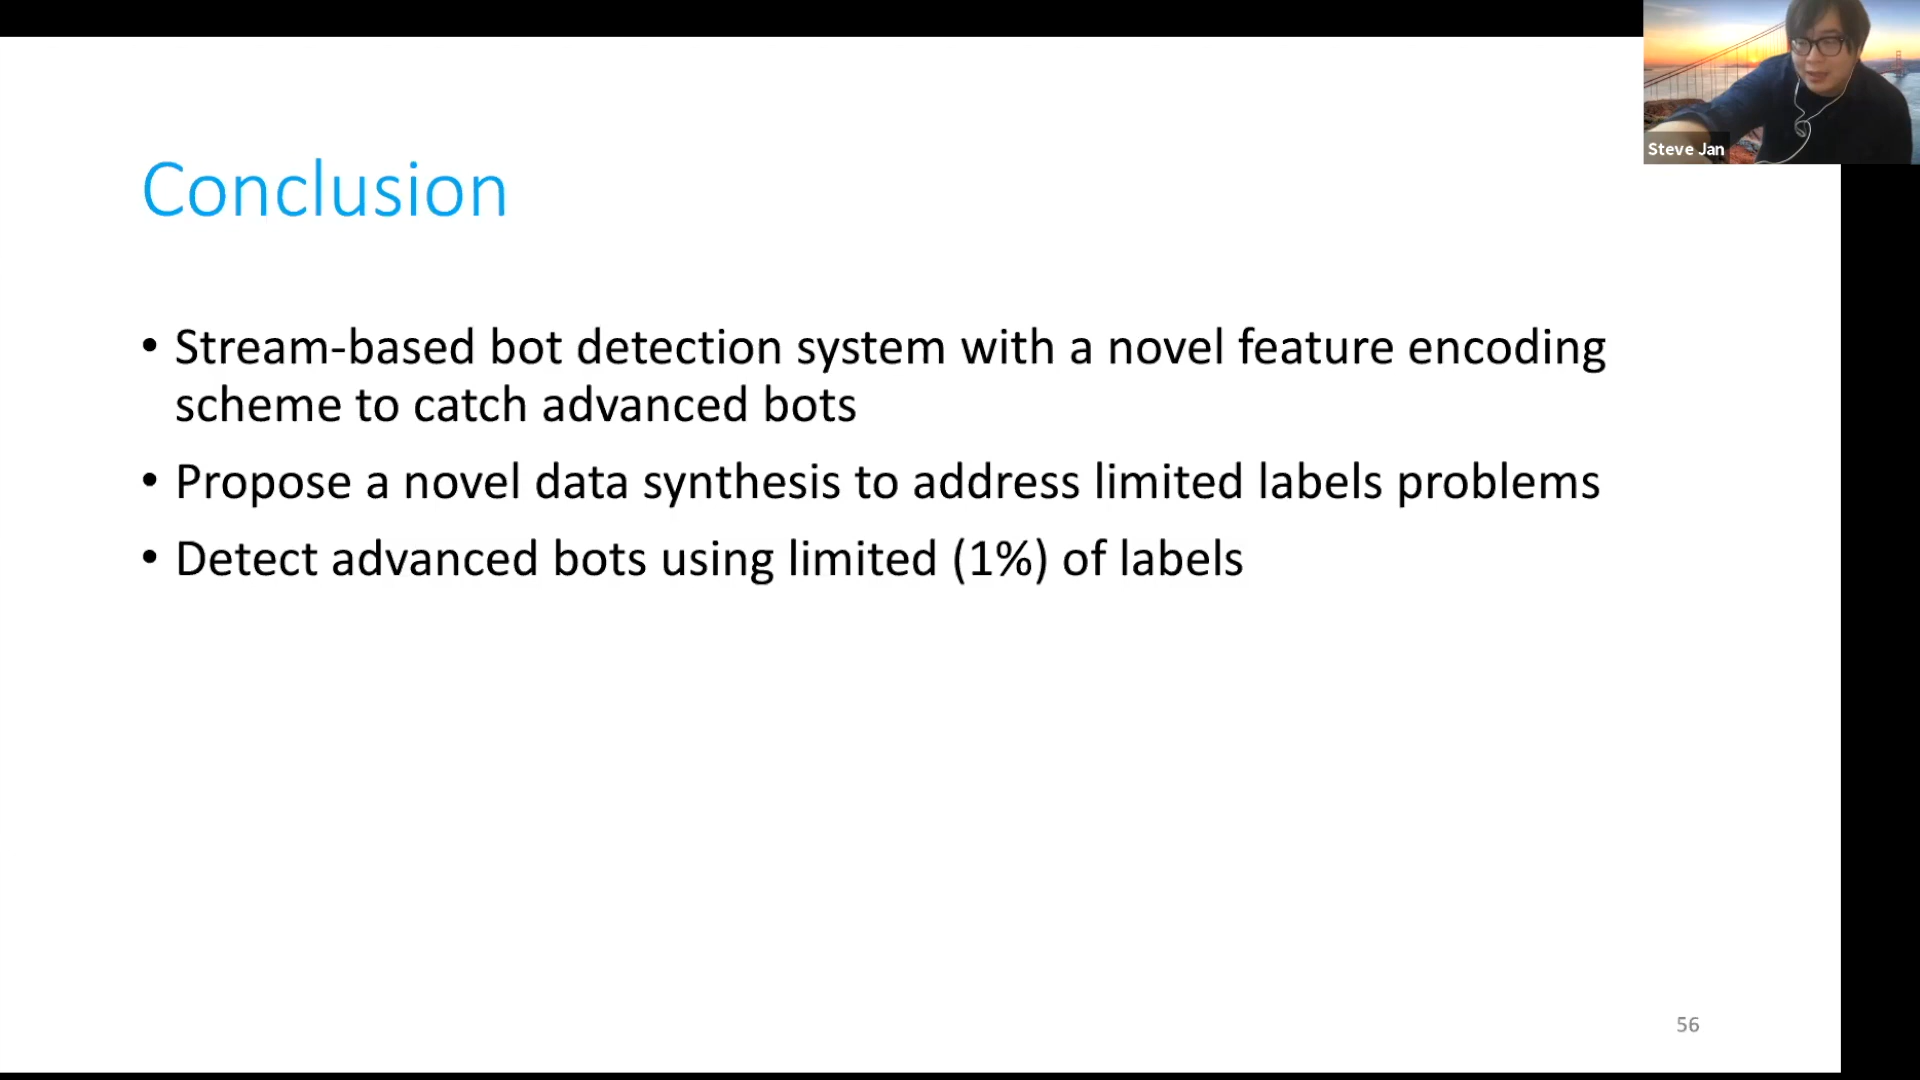 Steve Jan
Conclusion
• Stream-based bot detection system with a novel feature encoding
scheme to catch advanced bots
• Propose a novel data synthesis to address limited labels problems
• Detect advanced bots using limited (1%) of labels
56